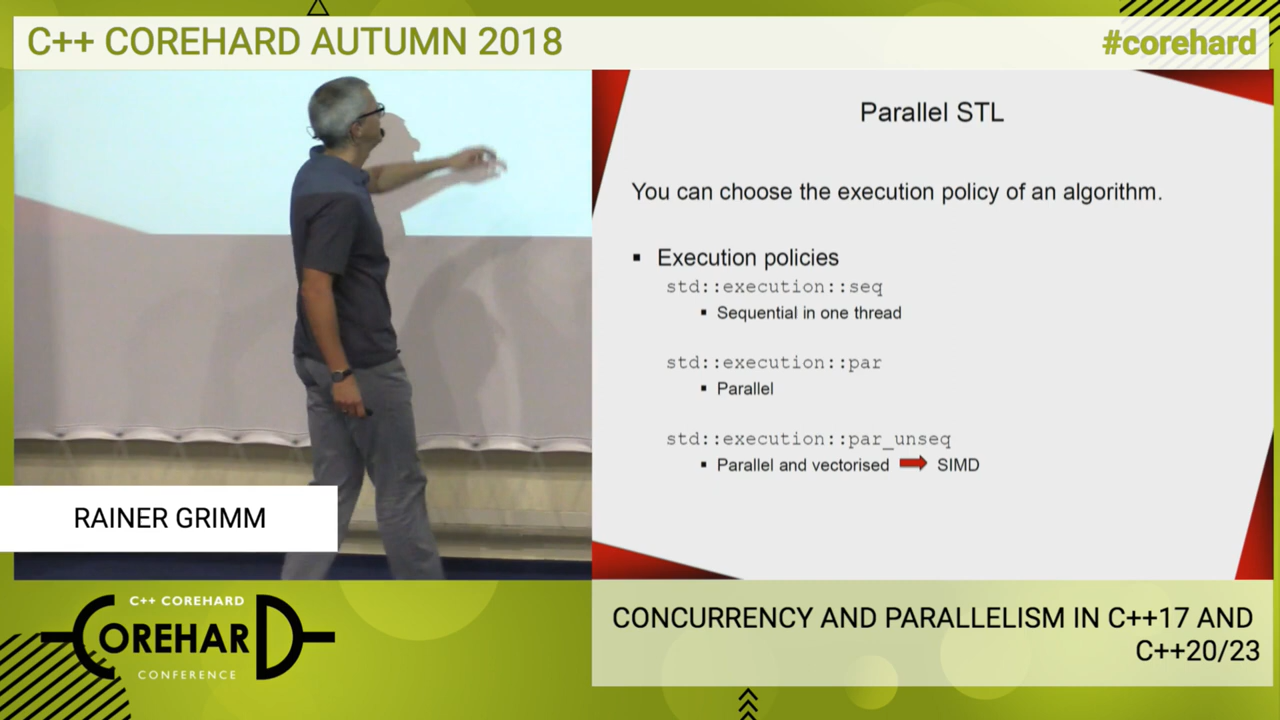 C++ COREHARD AUTUMN 2018
#corehard
Parallel STL
You can choose the execution policy of an algorithm.
▪ Execution policies
std::execution::seq
▪ Sequential in one thread
std::execution::par
▪ Parallel
std::execution::par_unseq
▪ Parallel and vectorised ➡ SIMD
RAINER GRIMM
C++ COREHARD
COREHARD
CONFERENCE
CONCURRENCY AND PARALLELISM IN C++17 AND
C++20/23